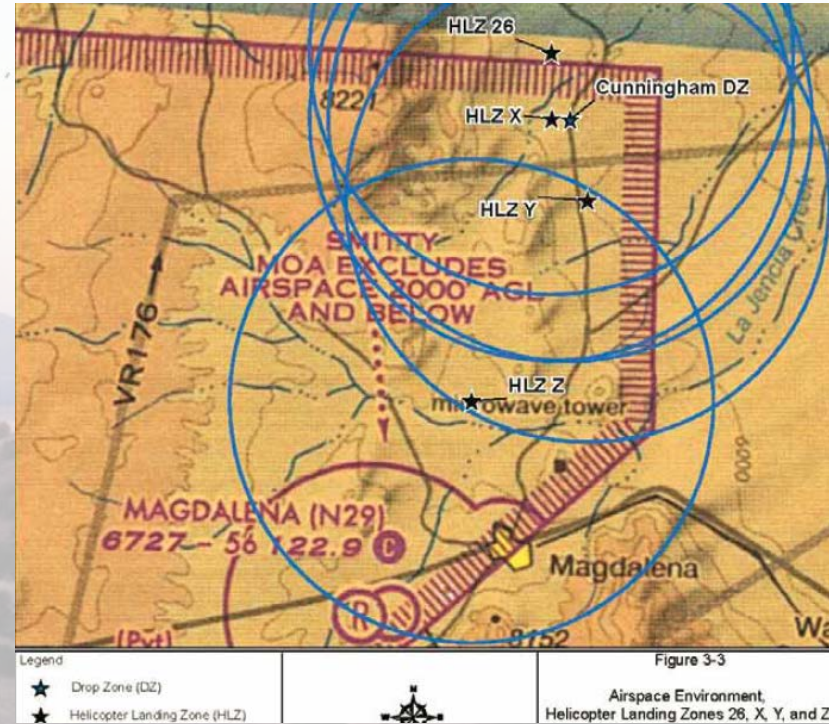 HLZ 26
Cunningham DZ
8221
HLZ X
HLZ Y
SMITTY
MOA EXCLUDES
AIRSPACE 2000' AGL
AND BELOW
La Jencia Creek
VR176
HLZ Z
microwave tower
0009
MAGDALENA (N29)
6727 – 56 122.9 C
Magdalena
R
(Pvt)
8152
Legend
Drop Zone (DZ)
Helicopter Landing Zone (HLZ)
N
W
E
Figure 3-3
Airspace Environment,
Helicopter Landing Zones 26, X, Y, and Z